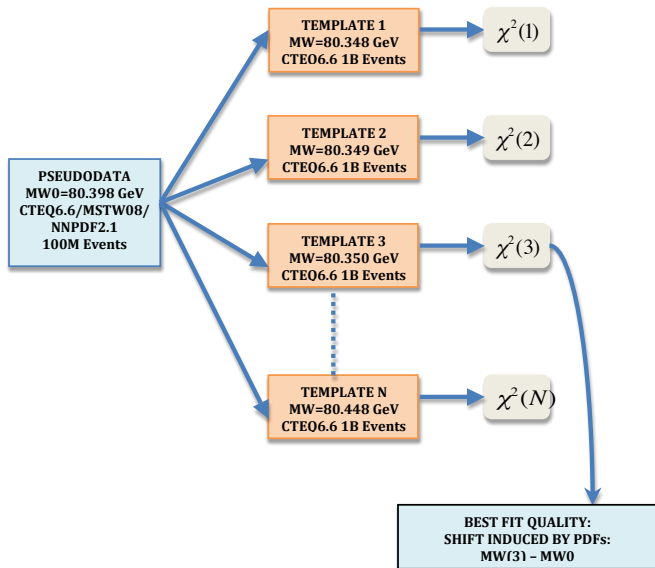 TEMPLATE 1
MW=80.348 GeV
CTEQ6.6 1B Events
χ²(1)
TEMPLATE 2
MW=80.349 GeV
CTEQ6.6 1B Events
χ²(2)
PSEUDODATA
MW0=80.398 GeV
CTEQ6.6/MSTW08/
NNPDF2.1
100M Events
TEMPLATE 3
MW=80.350 GeV
CTEQ6.6 1B Events
χ²(3)
TEMPLATE N
MW=80.448 GeV
CTEQ6.6 1B Events
χ²(N)
BEST FIT QUALITY:
SHIFT INDUCED BY PDFs:
MW(3) – MW0